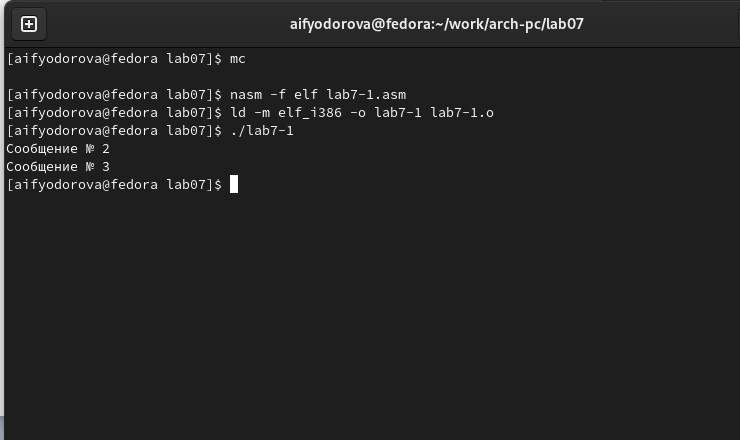 aifyodorova@fedora:~/work/arch-pc/lab07
[aifyodorova@fedora lab07]$ mc
[aifyodorova@fedora lab07]$ nasm -f elf lab7-1.asm
[aifyodorova@fedora lab07]$ ld -m elf_i386 -o lab7-1 lab7-1.o
[aifyodorova@fedora lab07]$ ./lab7-1
Сообщение № 2
Сообщение № 3
[aifyodorova@fedora lab07]$